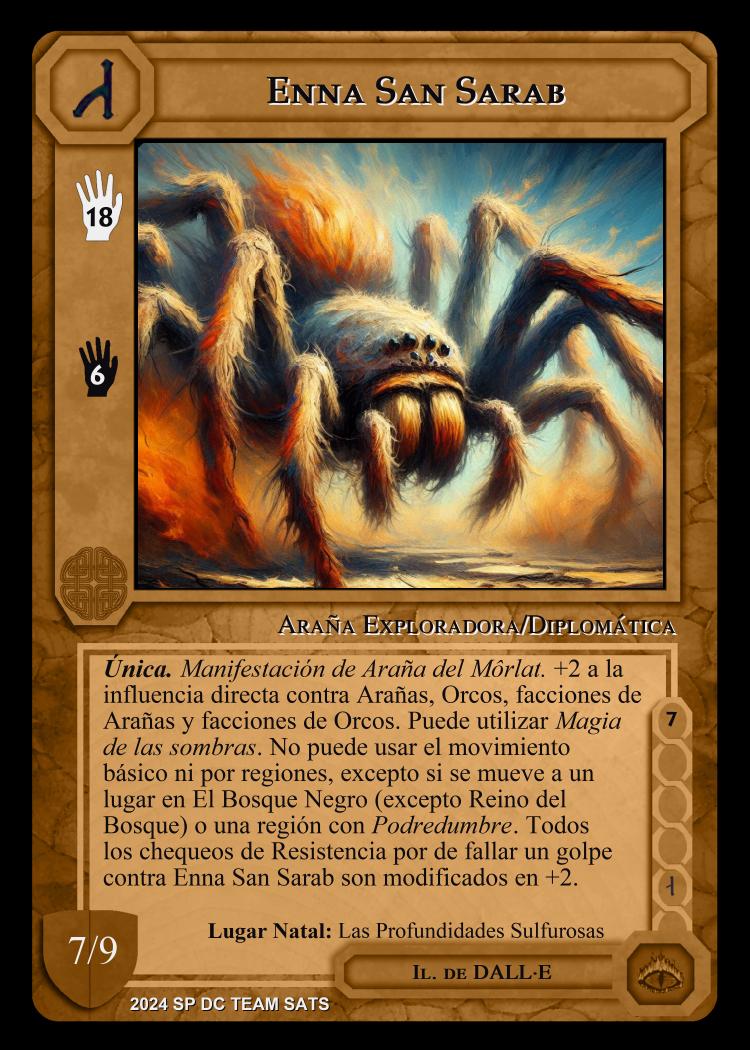 Enna San Sarab
18
6
Araña Exploradora/Diplomática
Única. Manifestación de Araña del Môrlat. +2 a la
influencia directa contra Arañas, Orcos, facciones de
Arañas y facciones de Orcos. Puede utilizar Magia
de las sombras. No puede usar el movimiento
básico ni por regiones, excepto si se mueve a un
lugar en El Bosque Negro (excepto Reino del
Bosque) o una región con Podredumbre. Todos
los chequeos de Resistencia por de fallar un golpe
contra Enna San Sarab son modificados en +2.
7
Lugar Natal: Las Profundidades Sulfurosas
7/9
Il. de DALL·E
2024 SP DC TEAM SATS